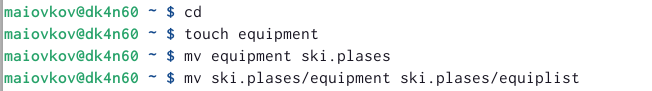 maiovkov@dk4n60 ~ $ cd
maiovkov@dk4n60 ~ $ touch equipment
maiovkov@dk4n60 ~ $ mv equipment ski.plases
maiovkov@dk4n60 ~ $ mv ski.plases/equipment ski.plases/equiplist